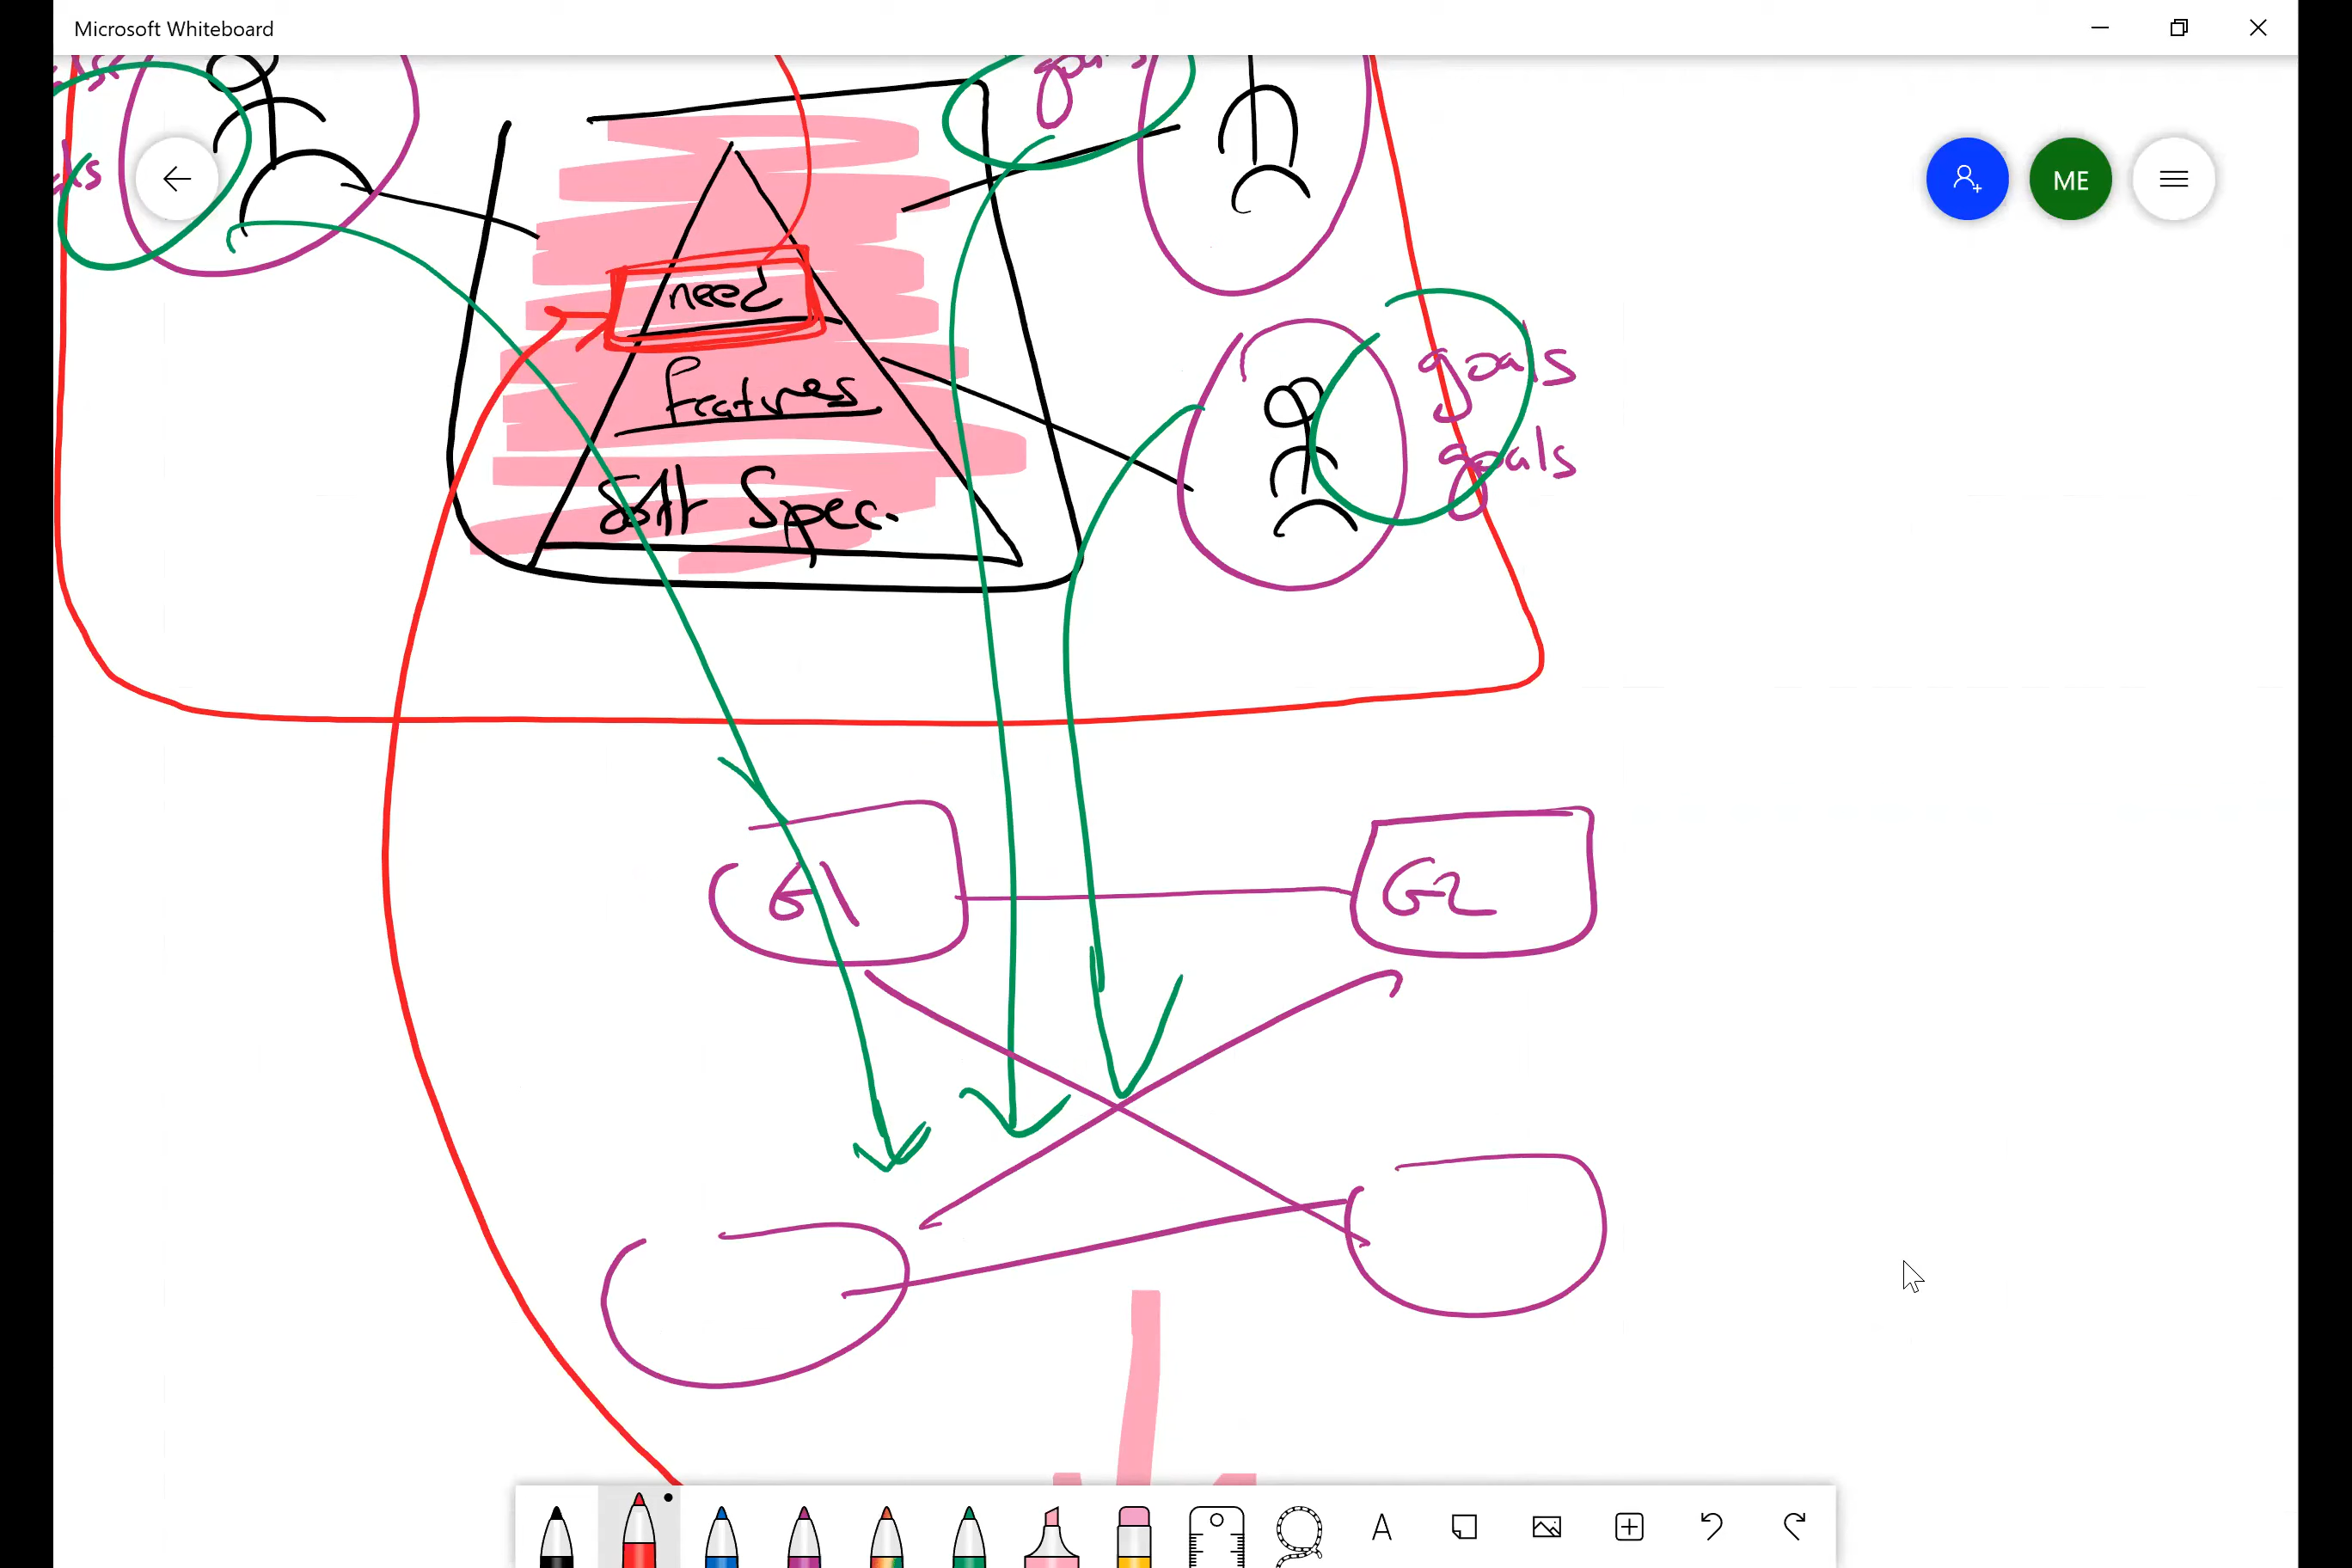 Microsoft Whiteboard
ME
need
goals
Features
goals
Soft Spec.
G1
G2
A